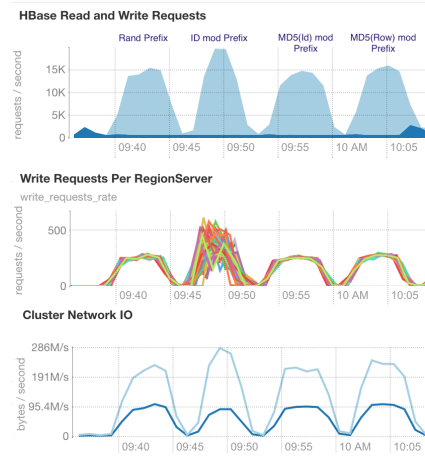 HBase Read and Write Requests
Rand Prefix
ID mod Prefix
MD5(Id) mod
Prefix
MD5(Row) mod
Prefix
requests / second
15K
10K
5K
0
09:40
09:45
09:50
09:55
10 AM
10:05
Write Requests Per RegionServer
write_requests_rate
requests / second
500
0
09:40
09:45
09:50
09:55
10 AM
10:05
Cluster Network IO
bytes / second
286M/s
191M/s
95.4M/s
0
09:40
09:45
09:50
09:55
10 AM
10:05